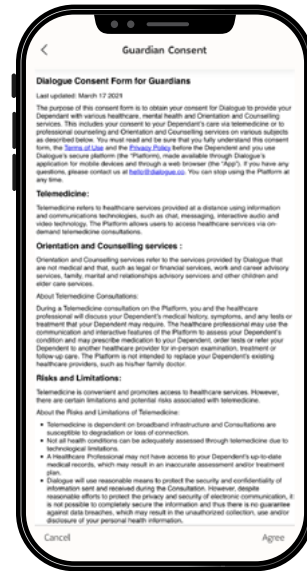 Guardian Consent
Dialogue Consent Form for Guardians
Last updated: March 17 2021
The purpose of this consent form is to obtain your consent for Dialogue to provide your
Dependant with various healthcare, mental health and Orientation and Counselling
services. This includes your consent to your Dependant's care via telemedicine or to
professional counseling and Orientation and Counselling services on various subjects
as described below. You must read and be sure that you fully understand this consent
form, the Terms of Use and the Privacy Policy before the Dependent and you use
Dialogue's secure platform (the "Platform), made available through Dialogue's
application for mobile devices and through a web browser (the "App"). If you have any
questions, please contact us at hello@dialogue.co. You can stop using the Platform at
any time.
Telemedicine:
Telemedicine refers to healthcare services provided at a distance using information
and communications technologies, such as chat, messaging, interactive audio and
video technology. The Platform allows users to access healthcare services via on-
demand telemedicine consultations.
Orientation and Counselling services :
Orientation and Counselling services refer to the services provided by Dialogue that
are not medical and that, such as legal or financial services, work and career advisory
services, family, marital and relationships advisory services and other children and
elder care services.
About Telemedicine Consultations:
During a Telemedicine consultation on the Platform, you and the healthcare
professional will discuss your Dependent's medical history, symptoms, and any tests or
treatment that your Dependent may require. The healthcare professional may use the
communication and interactive features of the Platform to assess your Dependent's
condition and may prescribe medication to your Dependent, order tests or refer your
Dependent to another healthcare provider for in-person examination, treatment or
follow-up care. The Platform is not intended to replace your Dependent's existing
healthcare providers, such as his/her family doctor.
Risks and Limitations:
Telemedicine is convenient and promotes access to healthcare services. However,
there are certain limitations and potential risks associated with telemedicine.
About the Risks and Limitations of Telemedicine:
• Telemedicine is dependent on broadband infrastructure and Consultations are
susceptible to degradation or loss of connection.
• Not all health conditions can be adequately assessed through telemedicine due to
technological limitations.
• A Healthcare Professional may not have access to your Dependent's up-to-date
medical records, which may result in an inaccurate assessment and/or treatment
plan.
• Dialogue will use reasonable means to protect the security and confidentiality of
information sent and received during the Consultation. However, despite
reasonable efforts to protect the privacy and security of electronic communication, it
is not possible to completely secure the information and thus there is no guarantee
against data breaches, which may result in the unauthorized collection, use and/or
disclosure of your personal health information.
Cancel
Agree